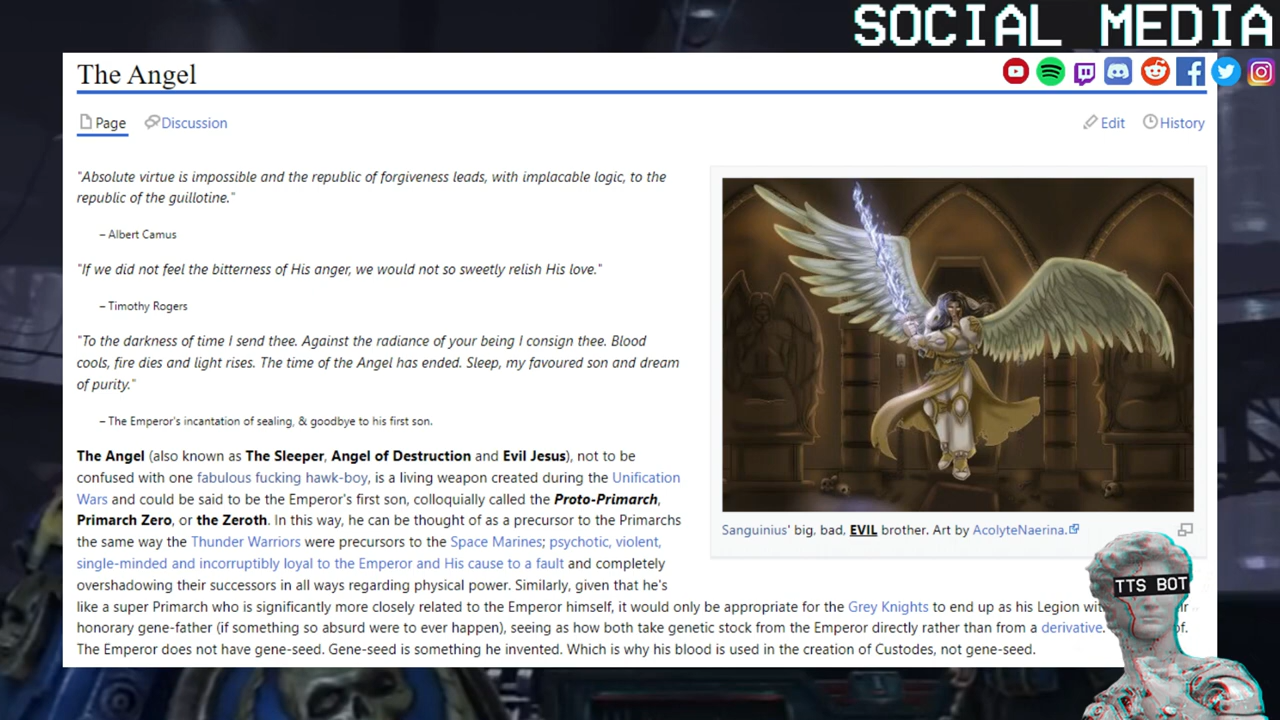 SOCIAL MEDIA
The Angel
Page
Discussion
Edit
History
"Absolute virtue is impossible and the republic of forgiveness leads, with implacable logic, to the
republic of the guillotine."
– Albert Camus
"If we did not feel the bitterness of His anger, we would not so sweetly relish His love."
– Timothy Rogers
"To the darkness of time I send thee. Against the radiance of your being I consign thee. Blood
cools, fire dies and light rises. The time of the Angel has ended. Sleep, my favoured son and dream
of purity."
– The Emperor's incantation of sealing, & goodbye to his first son.
The Angel (also known as The Sleeper, Angel of Destruction and Evil Jesus), not to be
confused with one fabulous fucking hawk-boy, is a living weapon created during the Unification
Wars and could be said to be the Emperor's first son, colloquially called the Proto-Primarch,
Primarch Zero, or the Zeroth. In this way, he can be thought of as a precursor to the Primarchs
the same way the Thunder Warriors were precursors to the Space Marines; psychotic, violent,
single-minded and incorruptibly loyal to the Emperor and His cause to a fault and completely
overshadowing their successors in all ways regarding physical power. Similarly, given that he's
like a super Primarch who is significantly more closely related to the Emperor himself, it would only be appropriate for the Grey Knights to end up as his Legion
honorary gene-father (if something so absurd were to ever happen), seeing as how both take genetic stock from the Emperor directly rather than from a derivative.
The Emperor does not have gene-seed. Gene-seed is something he invented. Which is why his blood is used in the creation of Custodes, not gene-seed.
Sanguinius' big, bad, EVIL brother. Art by AcolyteNaerina.
TTS BOT